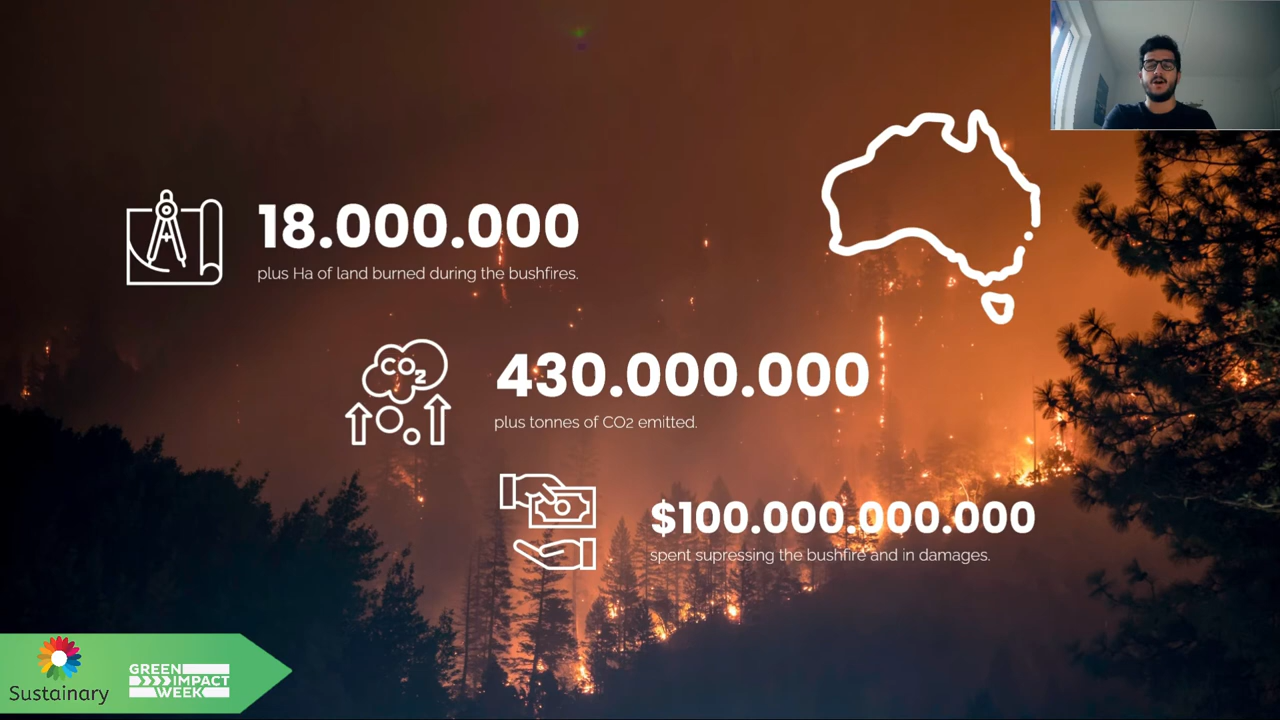 18.000.000
plus Ha of land burned during the bushfires.
CO2
430.000.000
plus tonnes of CO2 emitted.
$100.000.000.000
spent supressing the bushfire and in damages.
Sustainary
GREEN
IMPACT
WEEK